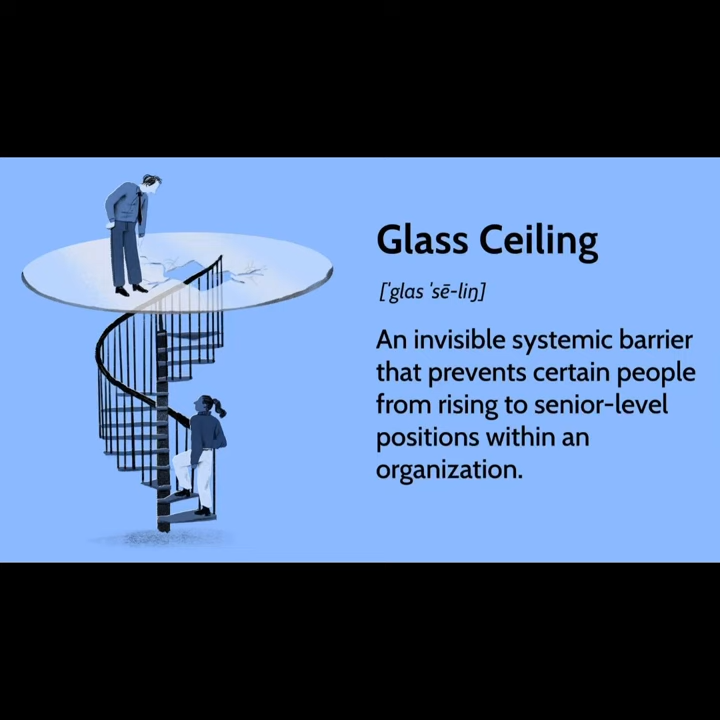 Glass Ceiling
[ˈglas ˈsē-liŋ]
An invisible systemic barrier
that prevents certain people
from rising to senior-level
positions within an
organization.